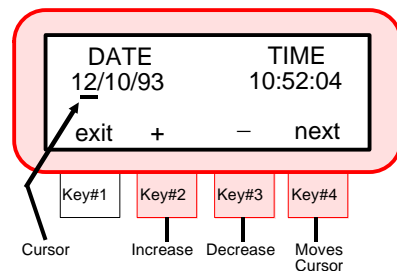 DATE TIME
12/10/93 10:52:04
exit + − next
Key#1 Key#2 Key#3 Key#4
Cursor Increase Decrease Moves
Cursor